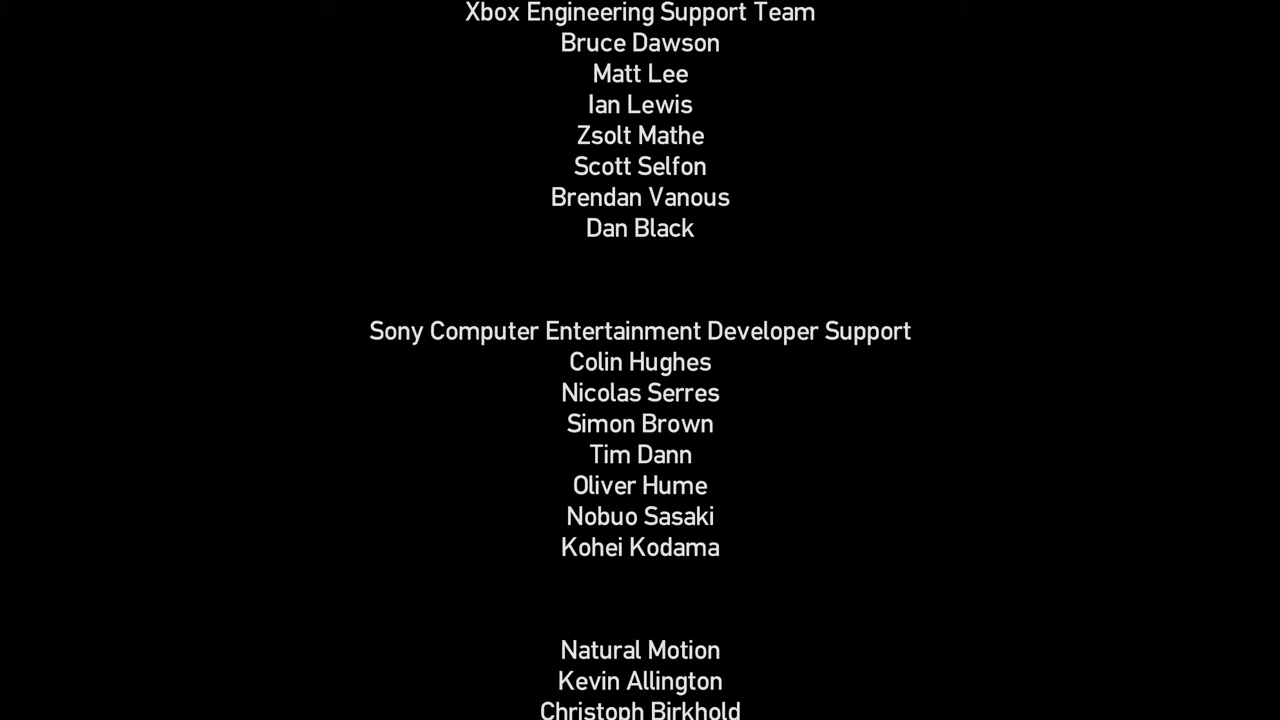 Xbox Engineering Support Team
Bruce Dawson
Matt Lee
Ian Lewis
Zsolt Mathe
Scott Selfon
Brendan Vanous
Dan Black
Sony Computer Entertainment Developer Support
Colin Hughes
Nicolas Serres
Simon Brown
Tim Dann
Oliver Hume
Nobuo Sasaki
Kohei Kodama
Natural Motion
Kevin Allington
Christoph Birkhold